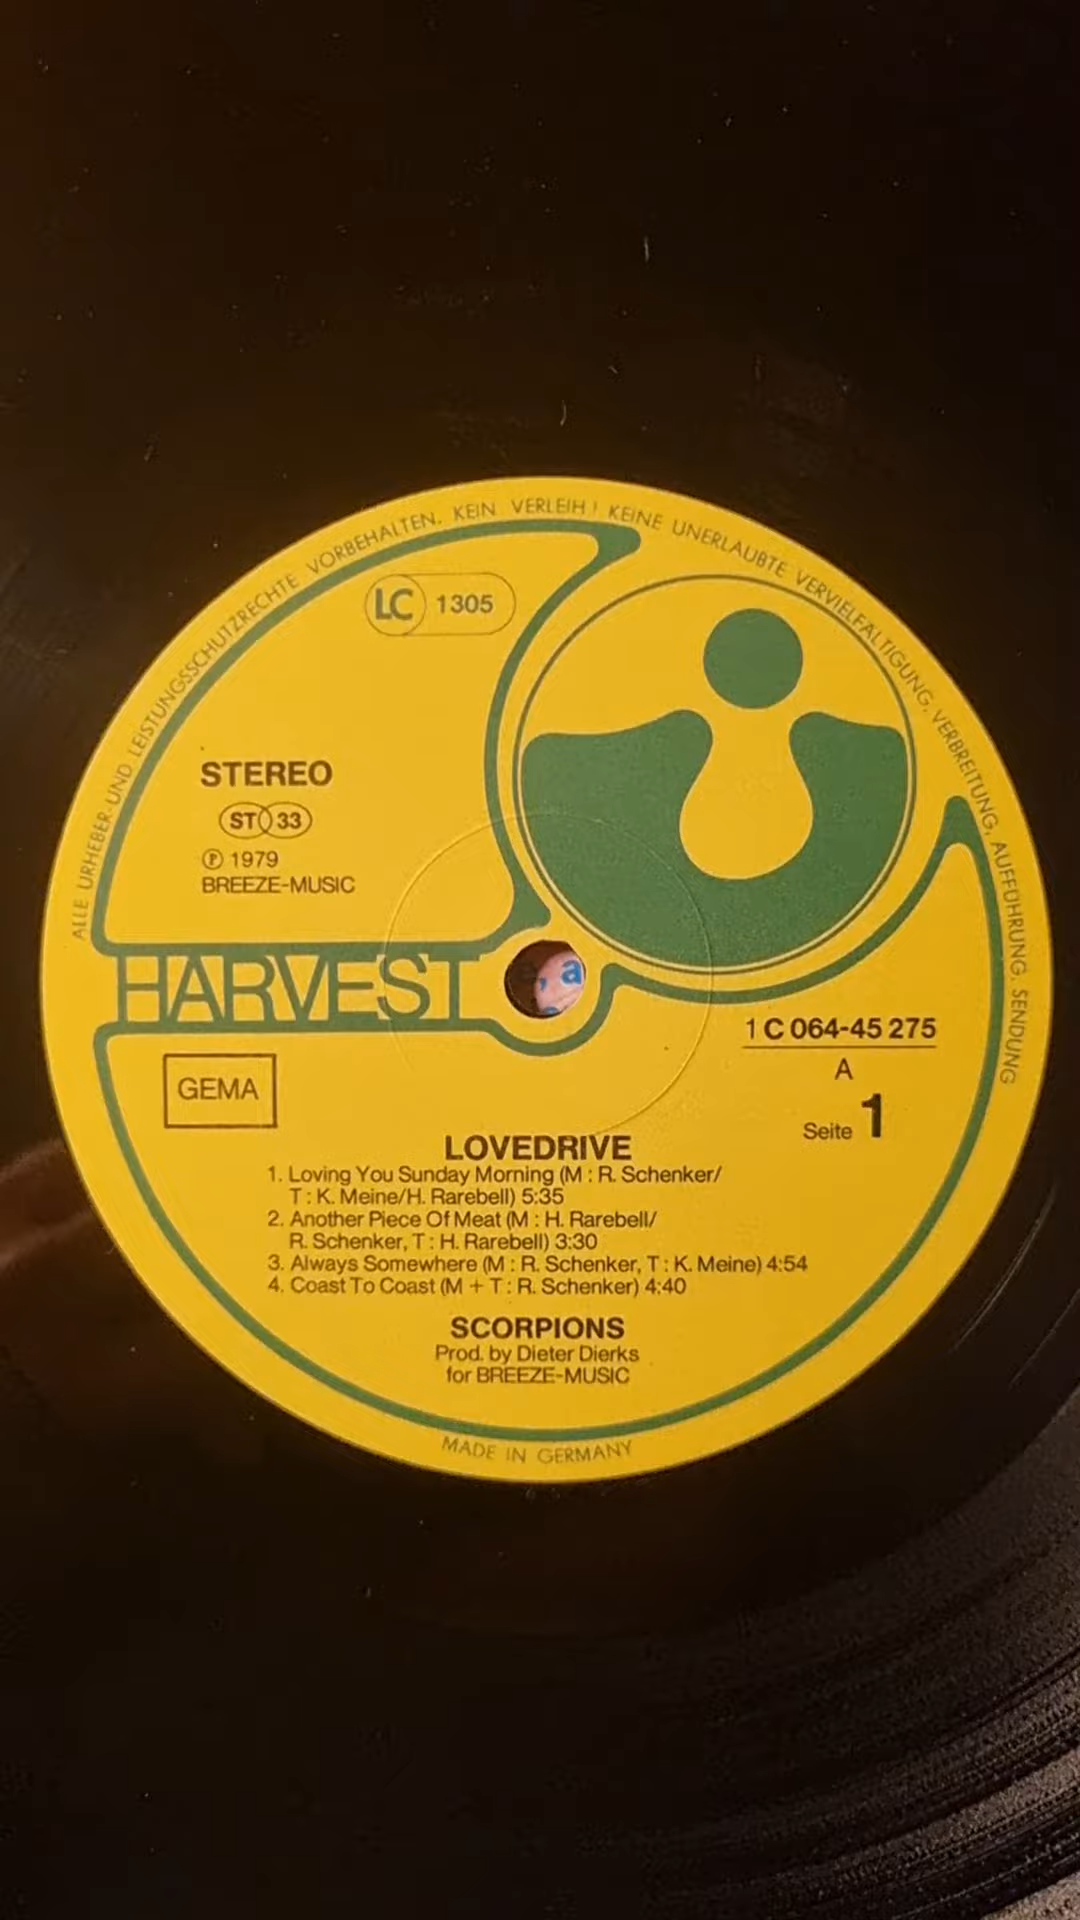 ALLE URHEBER- UND LEISTUNGSSCHUTZRECHTE VORBEHALTEN. KEIN VERLEIH! KEINE UNERLAUBTE VERVIELFÄLTIGUNG, VERBREITUNG, AUFFÜHRUNG, SENDUNG
LC 1305
STEREO
ST 33
℗ 1979
BREEZE-MUSIC
HARVEST
a
1 C 064-45 275
A
Seite 1
GEMA
LOVEDRIVE
1. Loving You Sunday Morning (M : R. Schenker/
T : K. Meine/H. Rarebell) 5:35
2. Another Piece Of Meat (M : H. Rarebell/
R. Schenker, T : H. Rarebell) 3:30
3. Always Somewhere (M : R. Schenker, T : K. Meine) 4:54
4. Coast To Coast (M + T : R. Schenker) 4:40
SCORPIONS
Prod. by Dieter Dierks
for BREEZE-MUSIC
MADE IN GERMANY